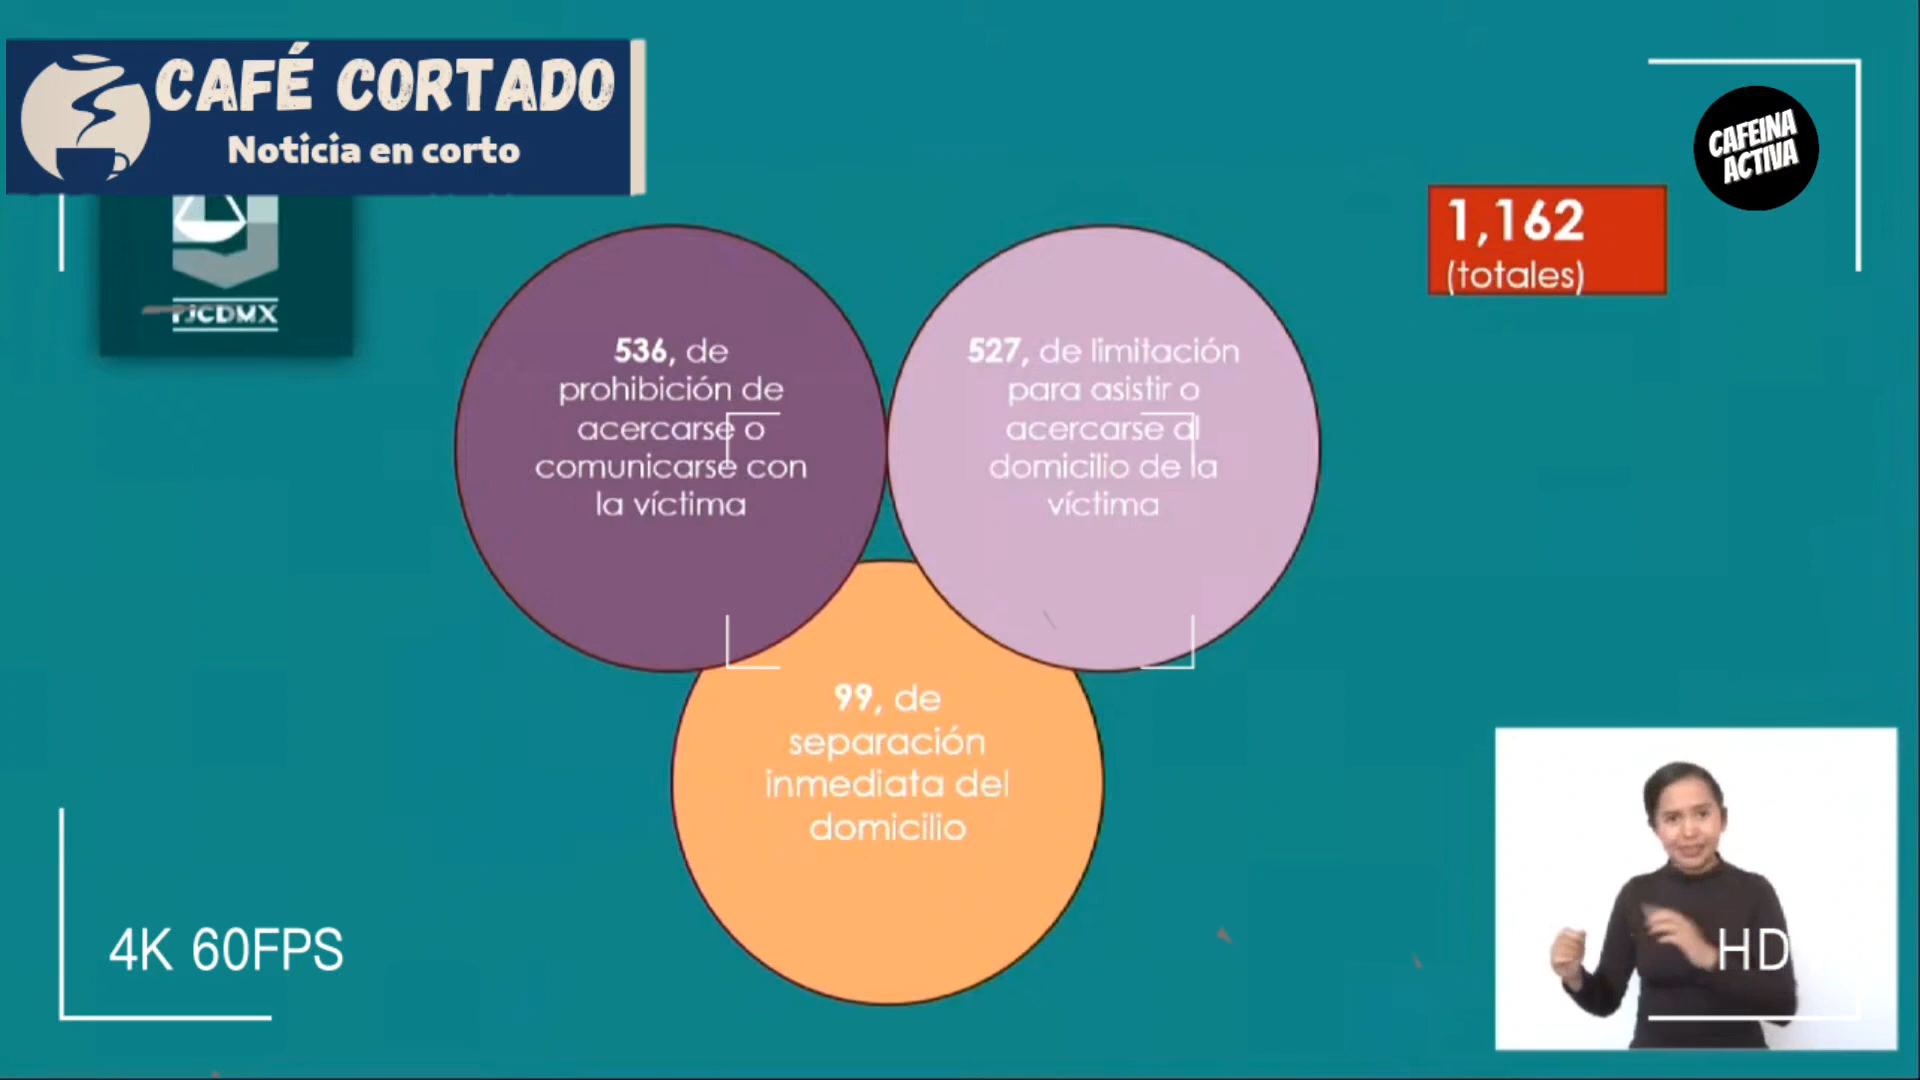 CAFÉ CORTADO
Noticia en corto
CAFEINA
ACTIVA
1,162
(totales)
PJCDMX
536, de
prohibición de
acercarse o
comunicarse con
la víctima
527, de limitación
para asistir o
acercarse al
domicilio de la
víctima
99, de
separación
inmediata del
domicilio
4K 60FPS
HD